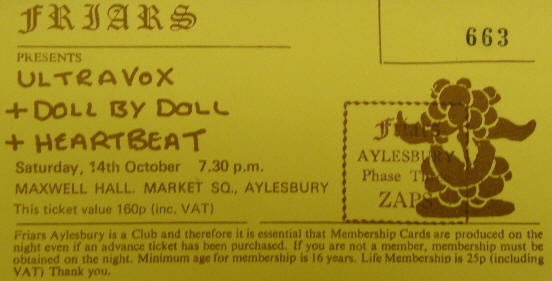 FRIARS
663
PRESENTS
ULTRAVOX
+ DOLL BY DOLL
+ HEARTBEAT
Saturday, 14th October 7.30 p.m.
MAXWELL HALL. MARKET SQ., AYLESBURY
This ticket value 160p (inc. VAT)
Friars
AYLESBURY
Phase
ZAPS
Friars Aylesbury is a Club and therefore it is essential that Membership Cards are produced on the
night even if an advance ticket has been purchased. If you are not a member, membership must be
obtained on the night. Minimum age for membership is 16 years. Life Membership is 25p (including
VAT) Thank you.